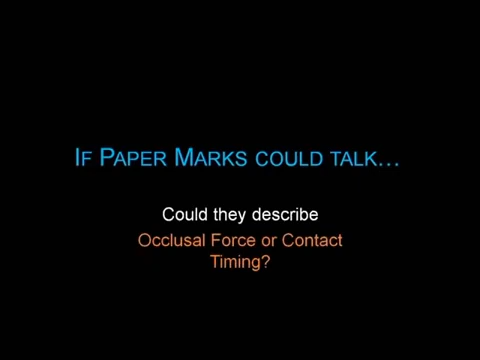 IF PAPER MARKS COULD TALK…
Could they describe
Occlusal Force or Contact
Timing?